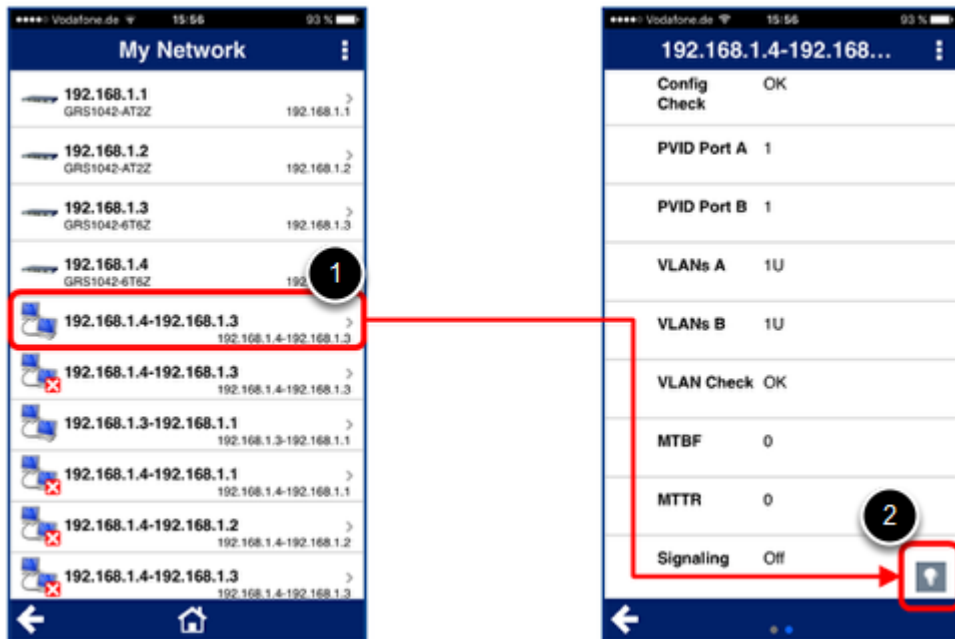 Vodafone.de 15:56 93 %
My Network
192.168.1.1
GRS1042-AT2Z 192.168.1.1
192.168.1.2
GRS1042-AT2Z 192.168.1.2
192.168.1.3
GRS1042-6T6Z 192.168.1.3
192.168.1.4
GRS1042-6T6Z 192
1
192.168.1.4-192.168.1.3
192.168.1.4-192.168.1.3
192.168.1.4-192.168.1.3
192.168.1.4-192.168.1.3
192.168.1.3-192.168.1.1
192.168.1.3-192.168.1.1
192.168.1.4-192.168.1.1
192.168.1.4-192.168.1.1
192.168.1.4-192.168.1.2
192.168.1.4-192.168.1.2
192.168.1.4-192.168.1.3
192.168.1.4-192.168.1.3
Vodafone.de 15:56 93 %
192.168.1.4-192.168...
Config OK
Check
PVID Port A 1
PVID Port B 1
VLANs A 1U
VLANs B 1U
VLAN Check OK
MTBF 0
MTTR 0
2
Signaling Off